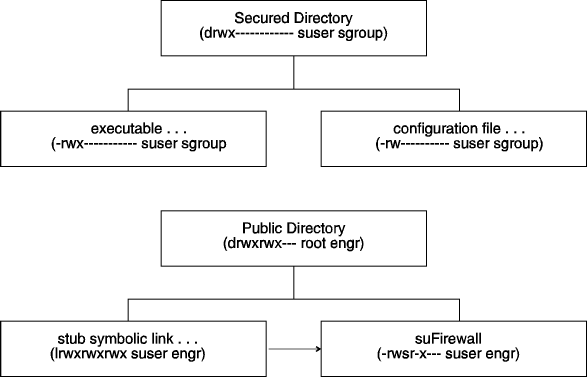 Secured Directory
(drwx------------ suser sgroup)
executable . . .
(-rwx----------- suser sgroup
configuration file . . .
(-rw---------- suser sgroup)
Public Directory
(drwxrwx--- root engr)
stub symbolic link . . .
(lrwxrwxrwx suser engr)
suFirewall
(-rwsr-x--- suser engr)